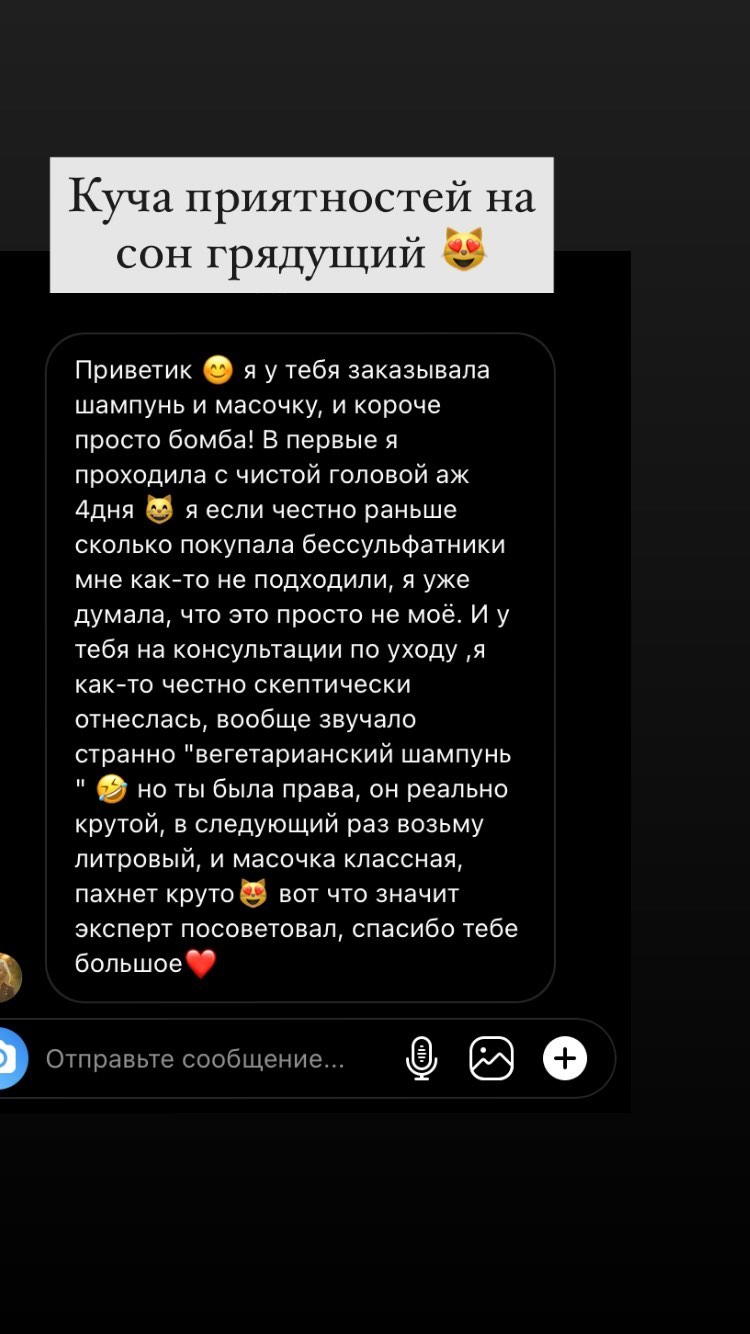 Куча приятностей на
сон грядущий 😻
Приветик 😊 я у тебя заказывала
шампунь и масочку, и короче
просто бомба! В первые я
проходила с чистой головой аж
4дня 😸 я если честно раньше
сколько покупала бессульфатники
мне как-то не подходили, я уже
думала, что это просто не моё. И у
тебя на консультации по уходу ,я
как-то честно скептически
отнеслась, вообще звучало
странно "вегетарианский шампунь
" 🤣 но ты была права, он реально
крутой, в следующий раз возьму
литровый, и масочка классная,
пахнет круто😻 вот что значит
эксперт посоветовал, спасибо тебе
большое❤️
Отправьте сообщение...